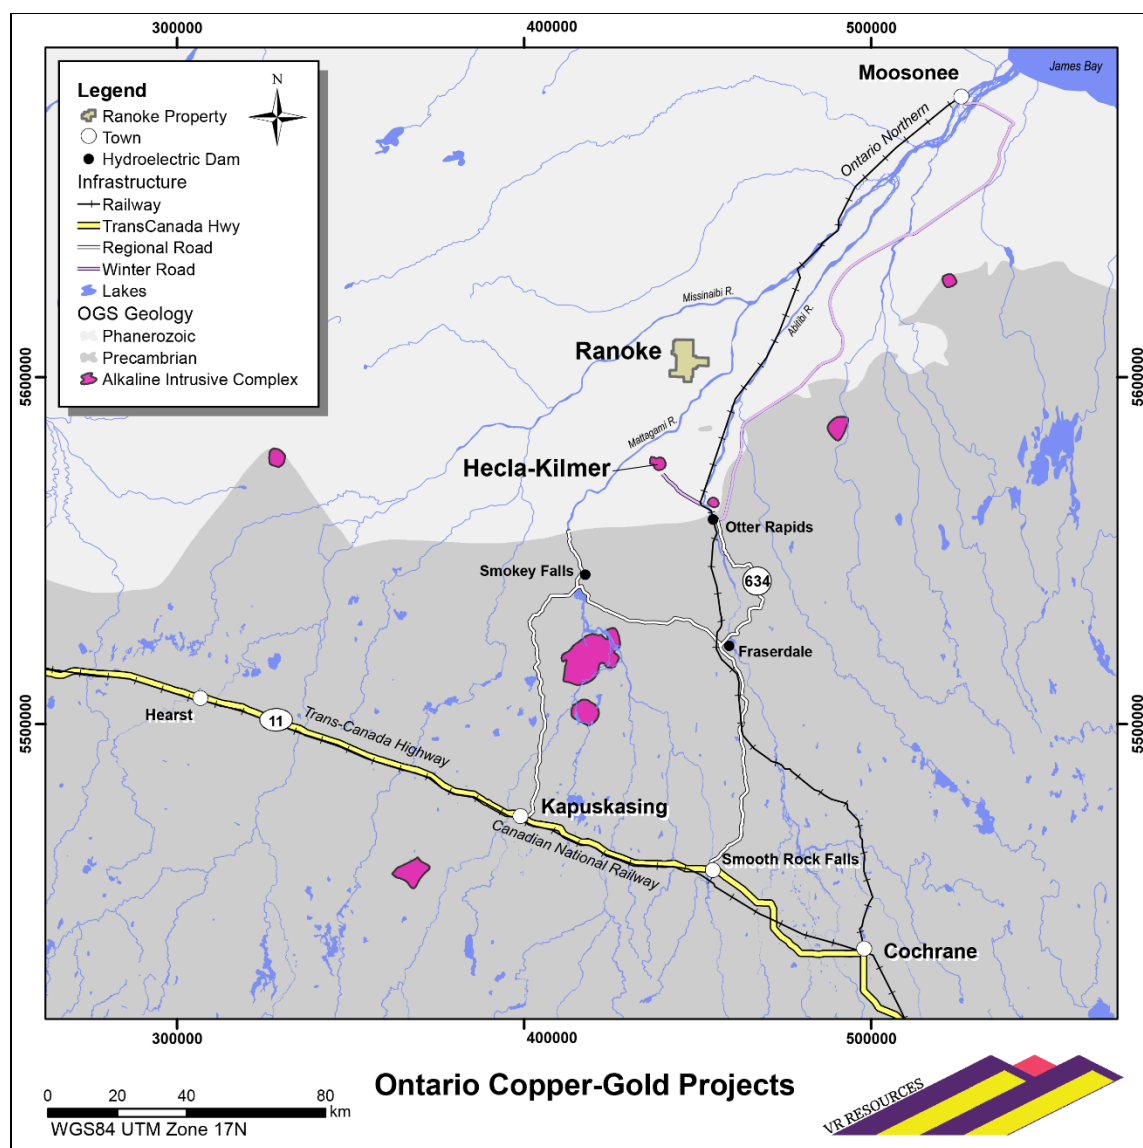 300000
400000
500000
James Bay
Moosonee
Legend
N
Ranoke Property
Town
Hydroelectric Dam
Infrastructure
Railway
TransCanada Hwy
Regional Road
Winter Road
Lakes
OGS Geology
Phanerozoic
Precambrian
Alkaline Intrusive Complex
Ontario Northern
Missinaibi R.
Abitibi R.
Ranoke
5600000
5600000
Mattagami R.
Hecla-Kilmer
Otter Rapids
Smokey Falls
634
Fraserdale
Hearst
11
Trans-Canada Highway
5500000
5500000
Kapuskasing
Canadian National Railway
Smooth Rock Falls
Cochrane
300000
400000
500000
0 20 40 80
km
WGS84 UTM Zone 17N
Ontario Copper-Gold Projects
VR RESOURCES